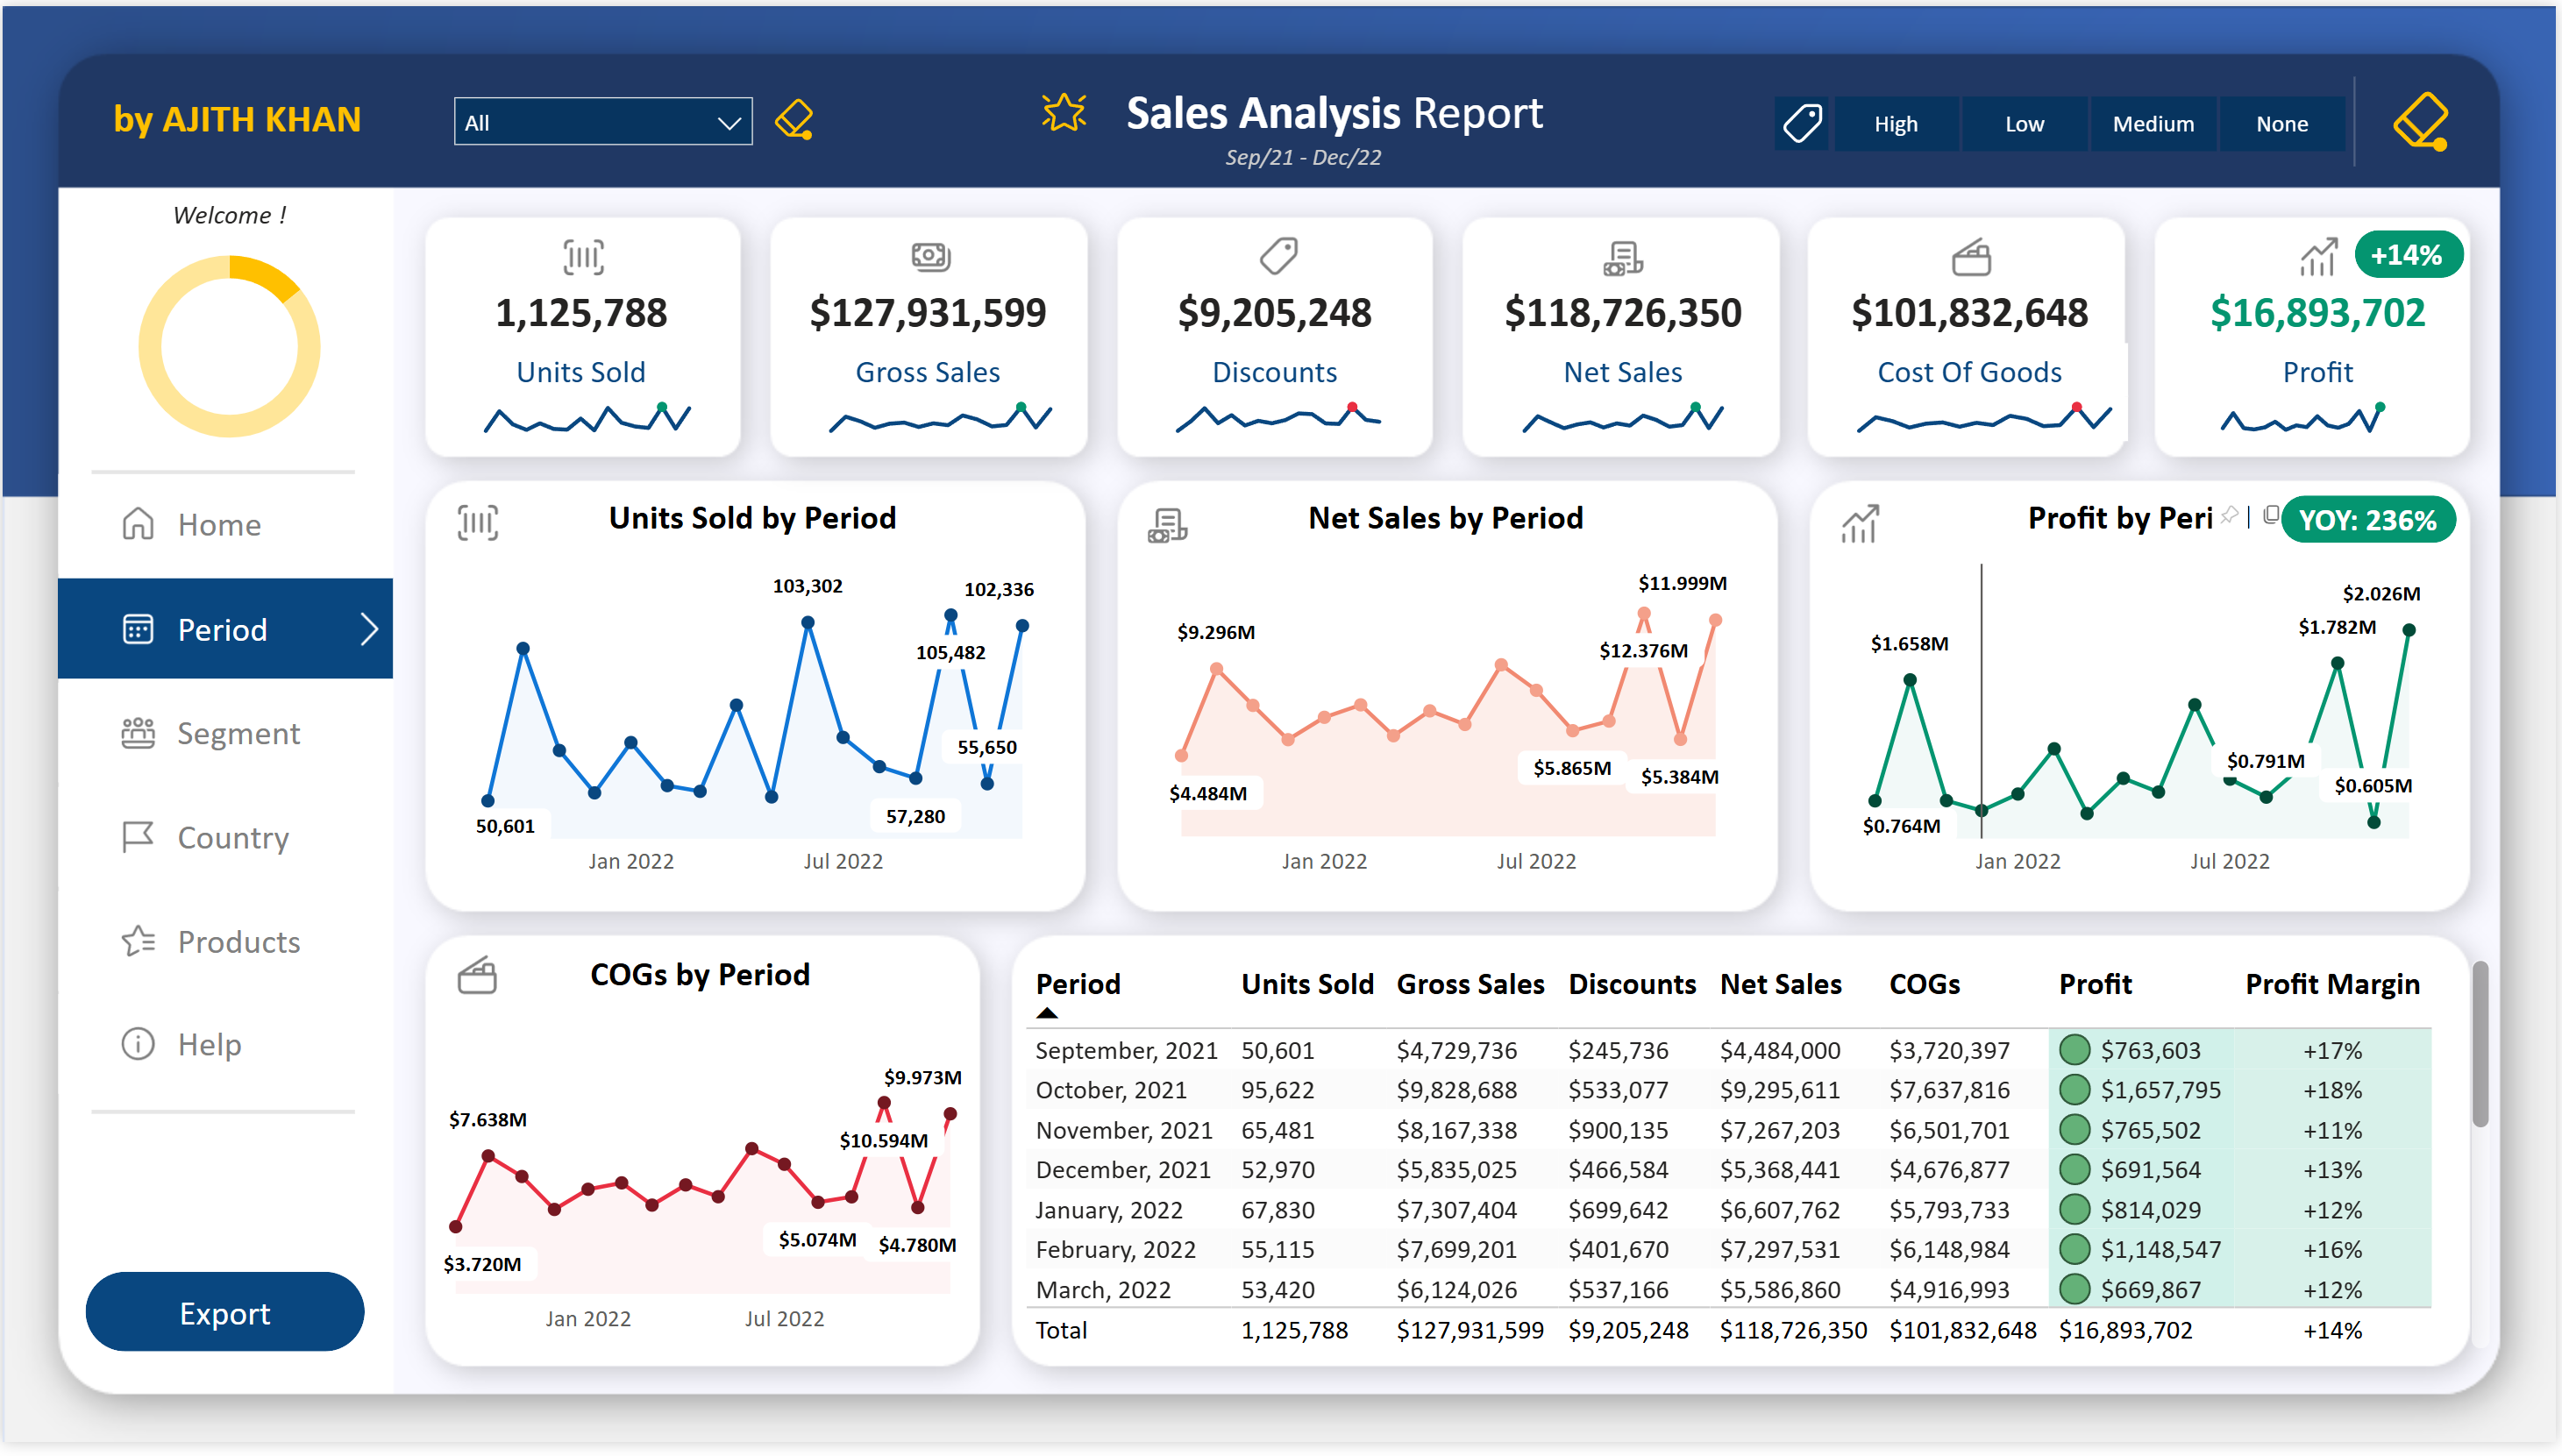 by AJITH KHAN
All
Sales Analysis Report
Sep/21 - Dec/22
High
Low
Medium
None
Welcome !
Home
Period
Segment
Country
Products
Help
Export
1,125,788
Units Sold
$127,931,599
Gross Sales
$9,205,248
Discounts
$118,726,350
Net Sales
$101,832,648
Cost Of Goods
+14%
$16,893,702
Profit
Units Sold by Period
103,302
102,336
105,482
55,650
57,280
50,601
Jan 2022
Jul 2022
Net Sales by Period
$11.999M
$9.296M
$12.376M
$5.865M
$5.384M
$4.484M
Jan 2022
Jul 2022
Profit by Peri
YOY: 236%
$2.026M
$1.782M
$1.658M
$0.791M
$0.605M
$0.764M
Jan 2022
Jul 2022
COGs by Period
$9.973M
$7.638M
$10.594M
$5.074M
$4.780M
$3.720M
Jan 2022
Jul 2022
Period Units Sold Gross Sales Discounts Net Sales COGs Profit Profit Margin
September, 2021 50,601 $4,729,736 $245,736 $4,484,000 $3,720,397 $763,603 +17%
October, 2021 95,622 $9,828,688 $533,077 $9,295,611 $7,637,816 $1,657,795 +18%
November, 2021 65,481 $8,167,338 $900,135 $7,267,203 $6,501,701 $765,502 +11%
December, 2021 52,970 $5,835,025 $466,584 $5,368,441 $4,676,877 $691,564 +13%
January, 2022 67,830 $7,307,404 $699,642 $6,607,762 $5,793,733 $814,029 +12%
February, 2022 55,115 $7,699,201 $401,670 $7,297,531 $6,148,984 $1,148,547 +16%
March, 2022 53,420 $6,124,026 $537,166 $5,586,860 $4,916,993 $669,867 +12%
Total 1,125,788 $127,931,599 $9,205,248 $118,726,350 $101,832,648 $16,893,702 +14%